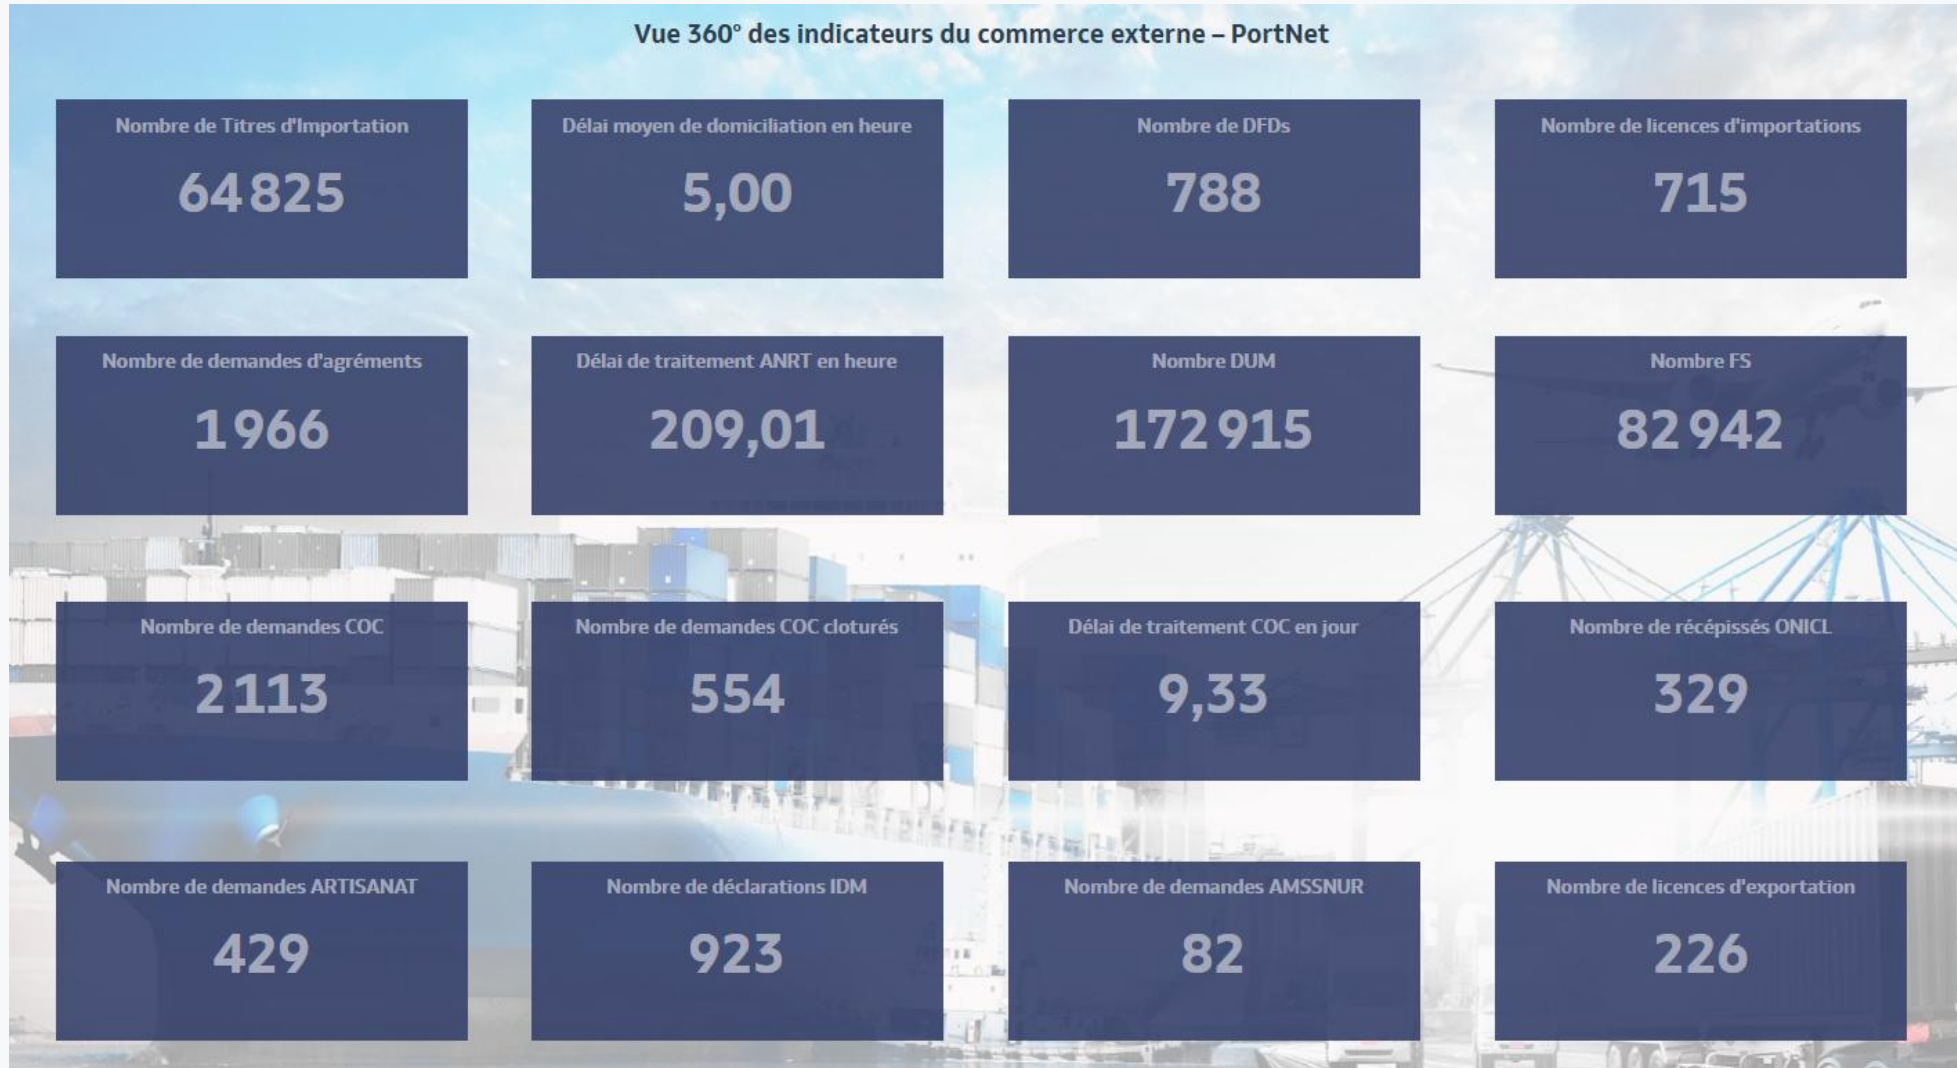 Vue 360° des indicateurs du commerce externe – PortNet
Nombre de Titres d'Importation
64 825
Délai moyen de domiciliation en heure
5,00
Nombre de DFDs
788
Nombre de licences d'importations
715
Nombre de demandes d'agréments
1 966
Délai de traitement ANRT en heure
209,01
Nombre DUM
172 915
Nombre FS
82 942
Nombre de demandes COC
2 113
Nombre de demandes COC cloturés
554
Délai de traitement COC en jour
9,33
Nombre de récépissés ONICL
329
Nombre de demandes ARTISANAT
429
Nombre de déclarations IDM
923
Nombre de demandes AMSSNUR
82
Nombre de licences d'exportation
226